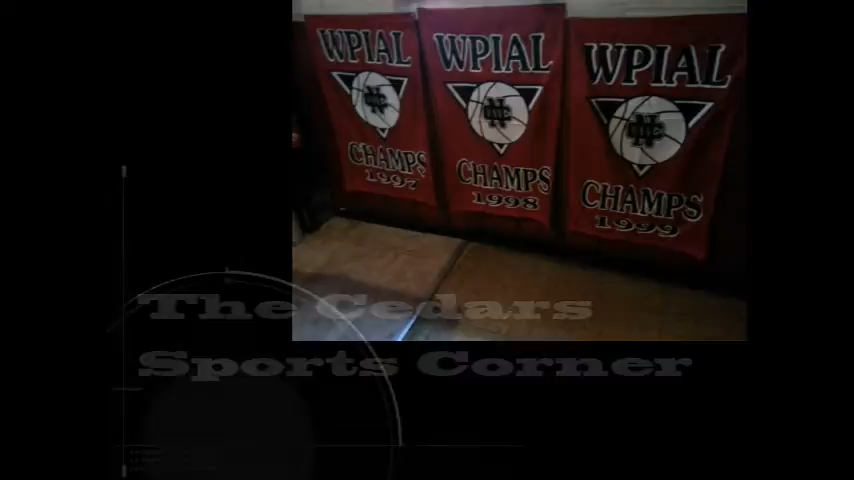 WPIAL
CHAMPS
1997
WPIAL
CHAMPS
1998
WPIAL
CHAMPS
1999
The Cedars
Sports Corner